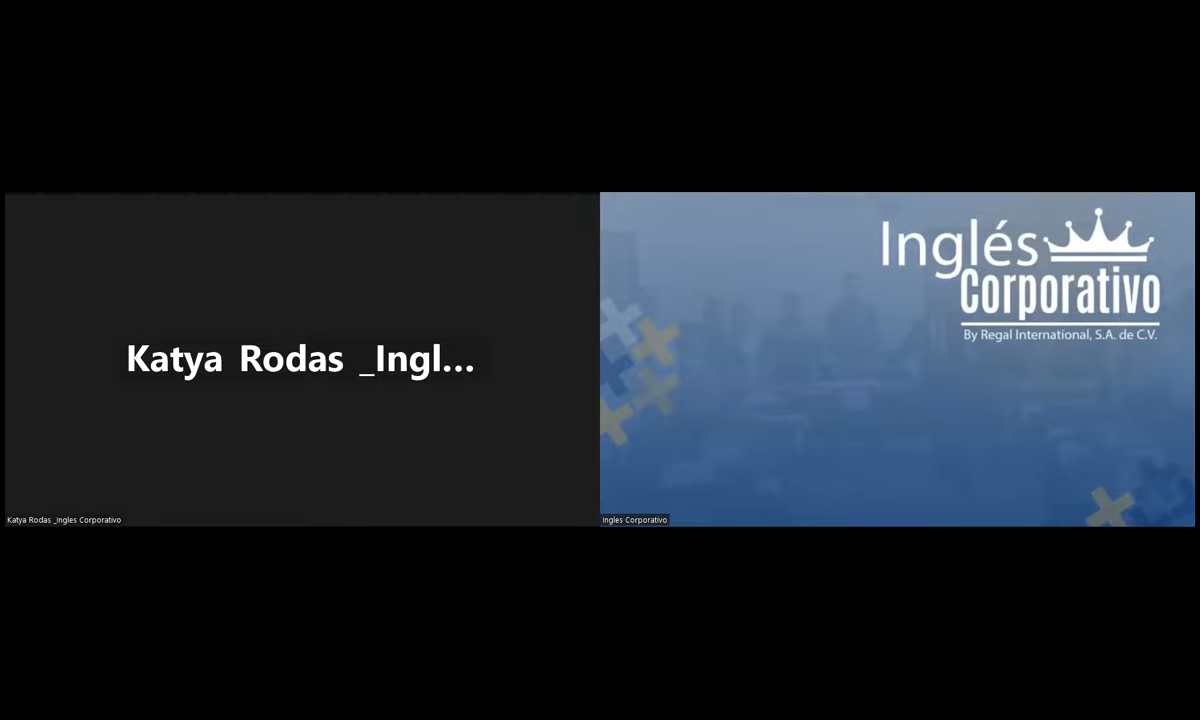 Katya Rodas _Ingl...
Katya Rodas _Ingles Corporativo
Inglés
Corporativo
By Regal International, S.A. de C.V.
Ingles Corporativo